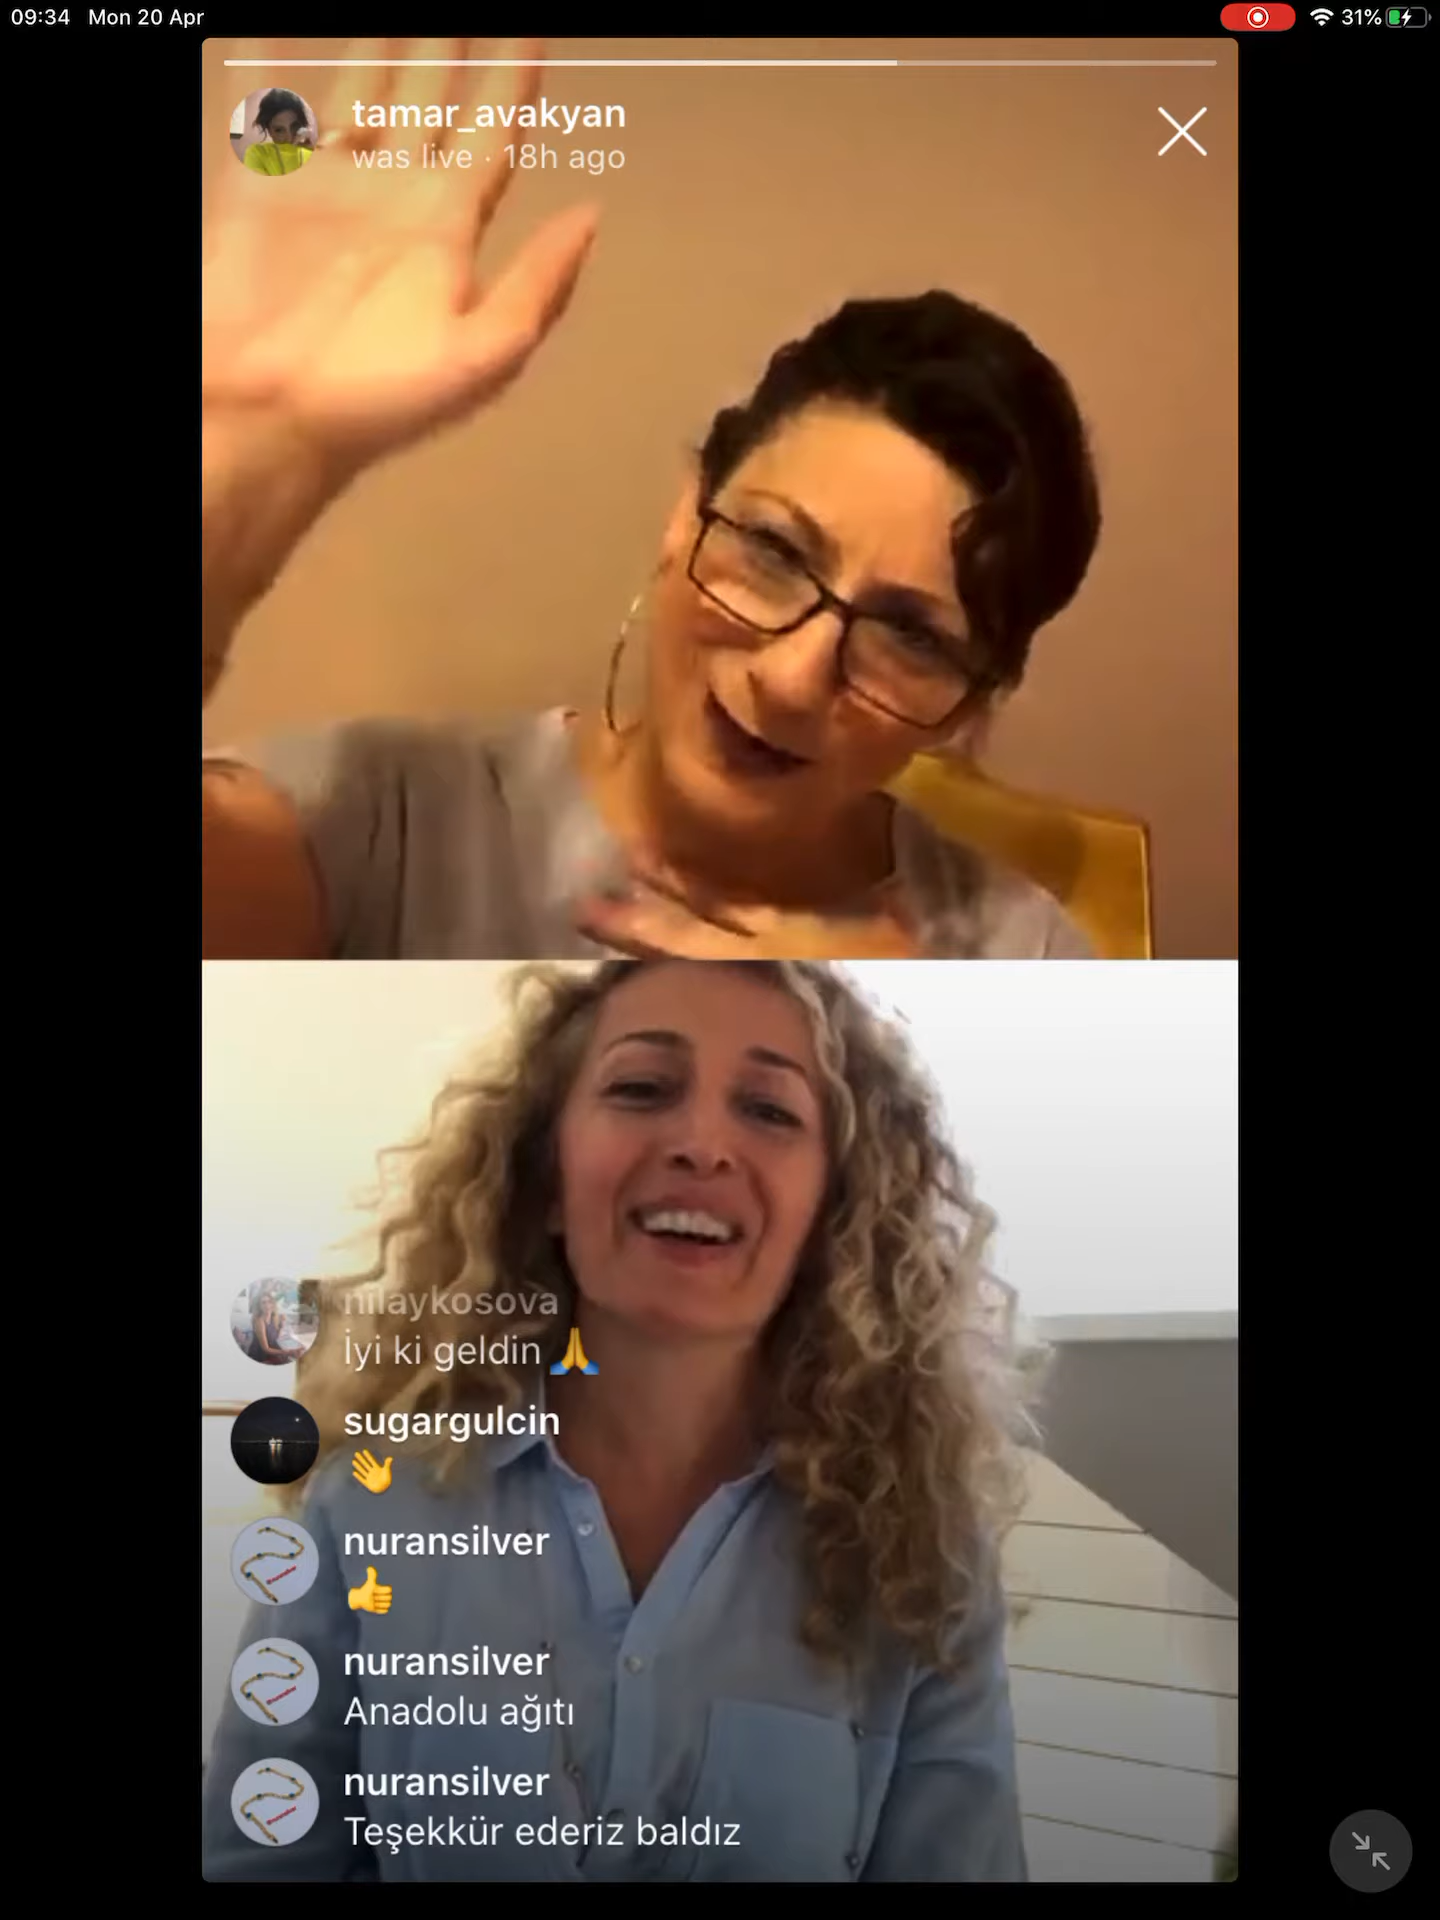 09:34 Mon 20 Apr 31%
tamar_avakyan
was live · 18h ago
nilaykosova
İyi ki geldin 🙏
sugargulcin
👋
nuransilver
👍
nuransilver
Anadolu ağıtı
nuransilver
Teşekkür ederiz baldız